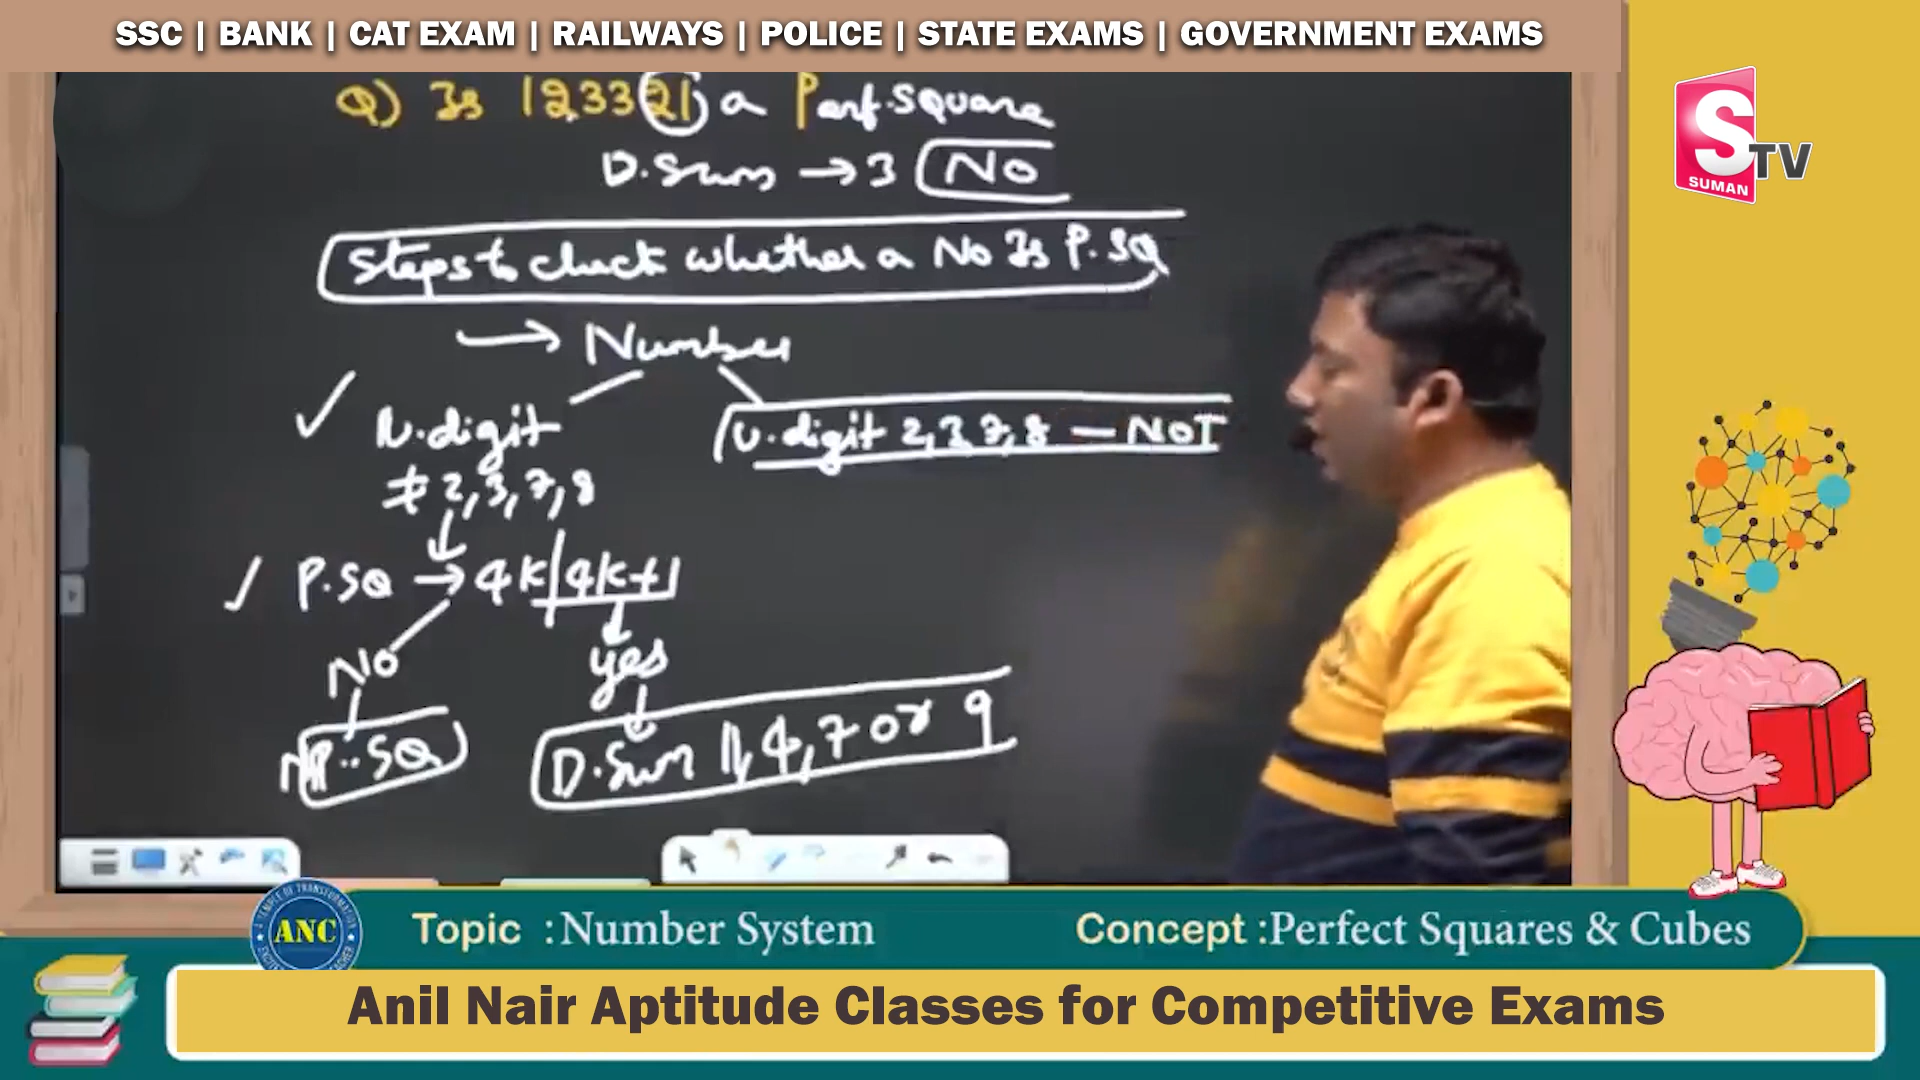 SSC | BANK | CAT EXAM | RAILWAYS | POLICE | STATE EXAMS | GOVERNMENT EXAMS
S TV
SUMAN
Q) Is 123321 a Perf. square
D. Sum → 3 NO
Steps to check whether a No Is P. SQ
→ Number
✓ U. digit
≠ 2, 3, 7, 8
U. digit 2, 3, 7, 8 — NOT
✓ P. SQ → 4K | 4K+1
NO
yes
NP. SQ
D. Sum 1, 4, 7 or 9
ANC
Topic : Number System
Concept : Perfect Squares & Cubes
Anil Nair Aptitude Classes for Competitive Exams